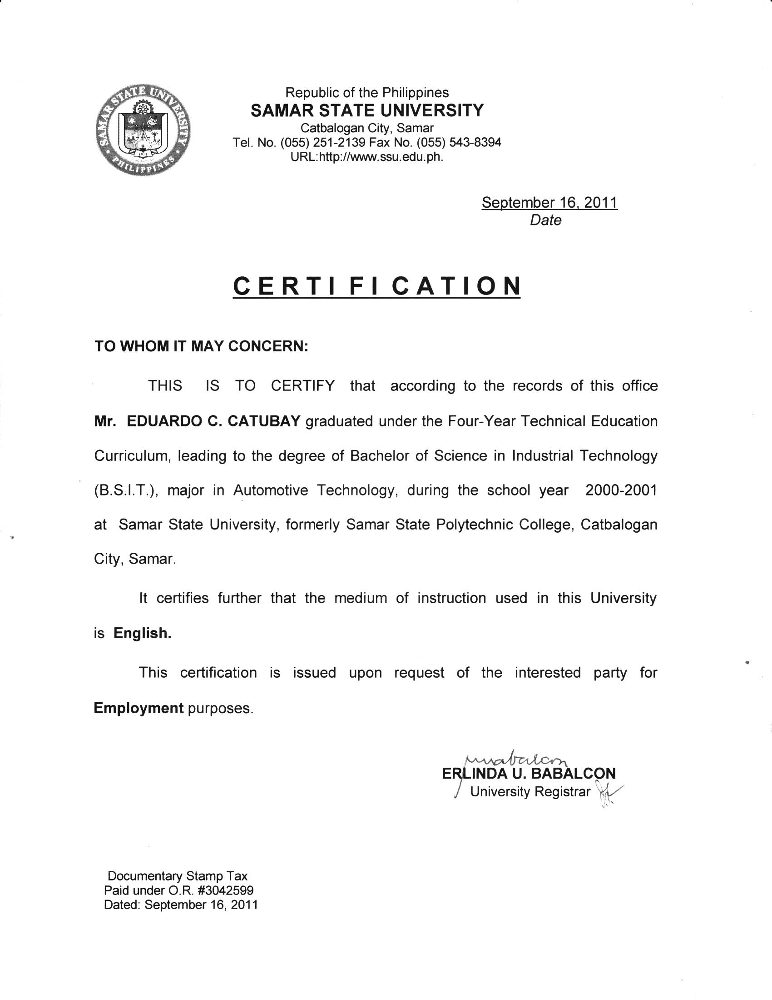 SAMAR STATE UNIVERSITY
PHILIPPINES
Republic of the Philippines
SAMAR STATE UNIVERSITY
Catbalogan City, Samar
Tel. No. (055) 251-2139 Fax No. (055) 543-8394
URL:http://www.ssu.edu.ph.
September 16, 2011
Date
CERTIFICATION
TO WHOM IT MAY CONCERN:
THIS IS TO CERTIFY that according to the records of this office
Mr. EDUARDO C. CATUBAY graduated under the Four-Year Technical Education
Curriculum, leading to the degree of Bachelor of Science in Industrial Technology
(B.S.I.T.), major in Automotive Technology, during the school year 2000-2001
at Samar State University, formerly Samar State Polytechnic College, Catbalogan
City, Samar.
It certifies further that the medium of instruction used in this University
is English.
This certification is issued upon request of the interested party for
Employment purposes.
ERLINDA U. BABALCON
University Registrar
Documentary Stamp Tax
Paid under O.R. #3042599
Dated: September 16, 2011